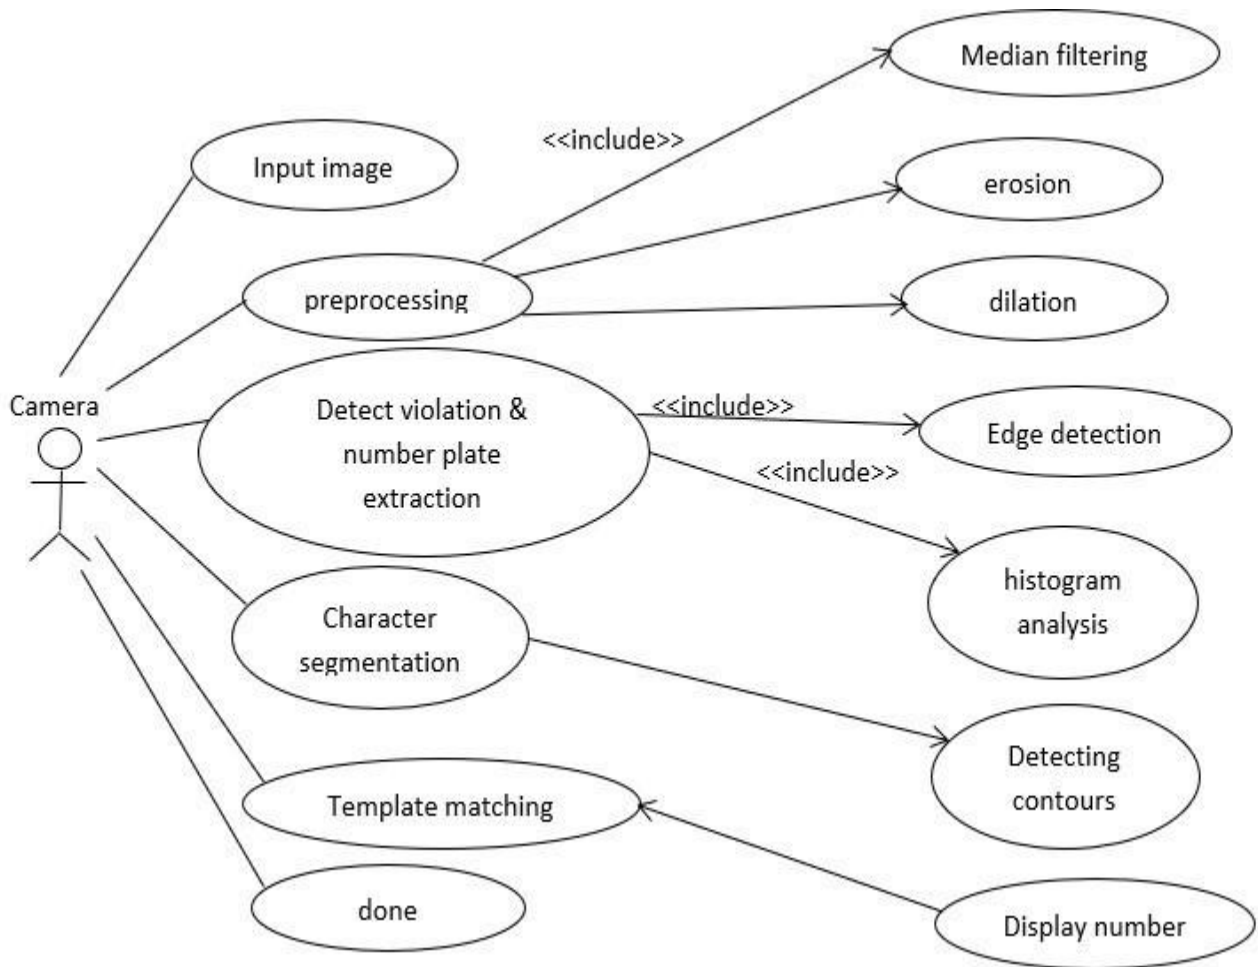 Median filtering
<<include>>
Input image
erosion
preprocessing
dilation
Camera
Detect violation &
number plate
extraction
<<include>>
Edge detection
<<include>>
histogram
analysis
Character
segmentation
Detecting
contours
Template matching
done
Display number